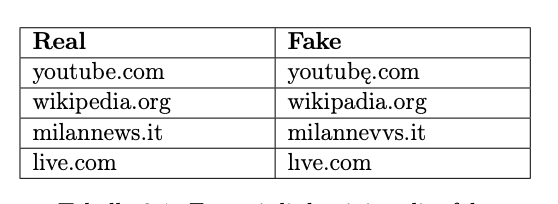 Real Fake
youtube.com youtubę.com
wikipedia.org wikipadia.org
milannews.it milannevvs.it
live.com lıve.com